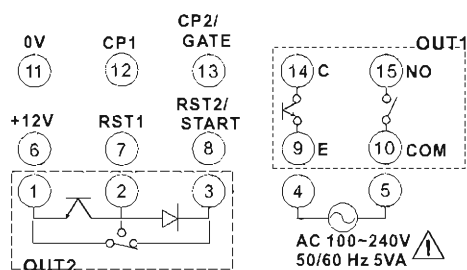 CP2/
0V CP1 GATE
11 12 13
RST2/
+12V RST1 START
6 7 8
1 2 3
OUT2
OUT1
14 C 15 NO
9 E 10 COM
4 5
AC 100~240V
50/60 Hz 5VA